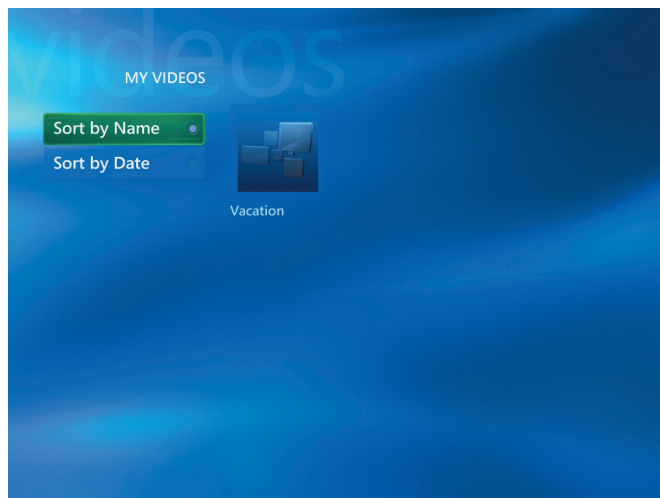 videos
MY VIDEOS
Sort by Name
Sort by Date
Vacation